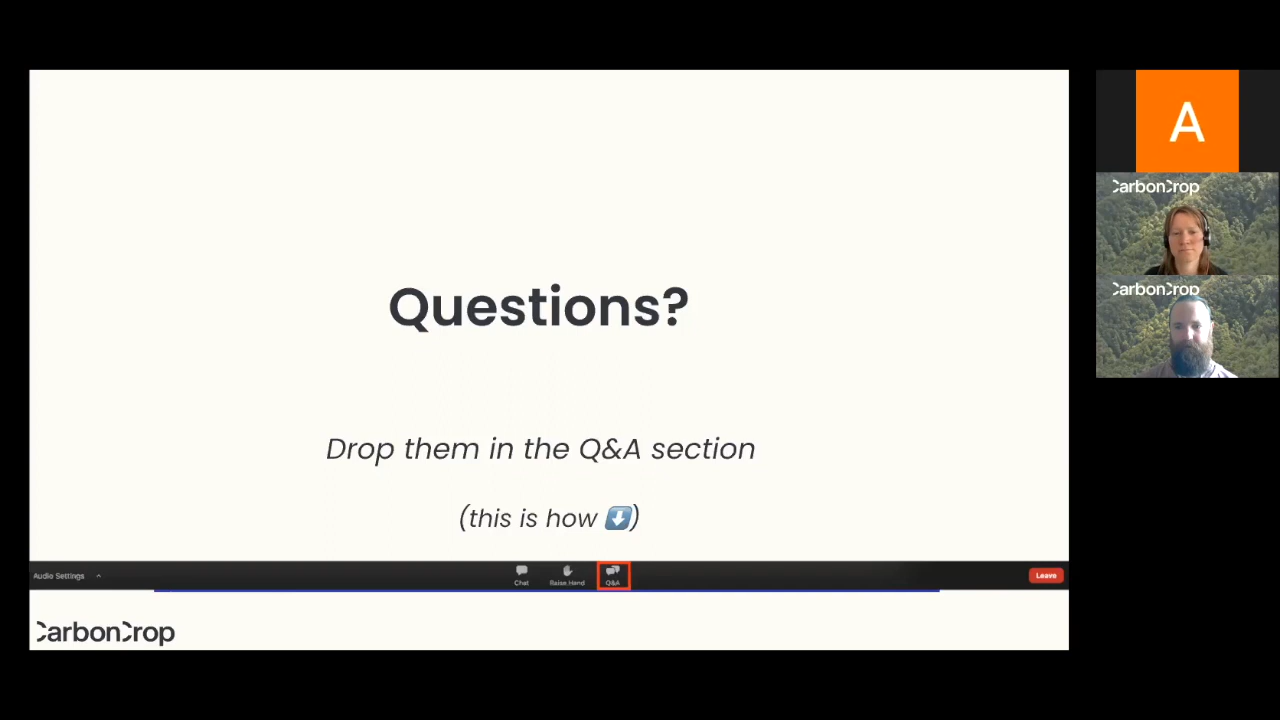 Questions?
Drop them in the Q&A section
(this is how ⬇️)
Audio Settings
Chat
Raise Hand
Q&A
Leave
CarbonCrop
A
CarbonCrop
CarbonCrop